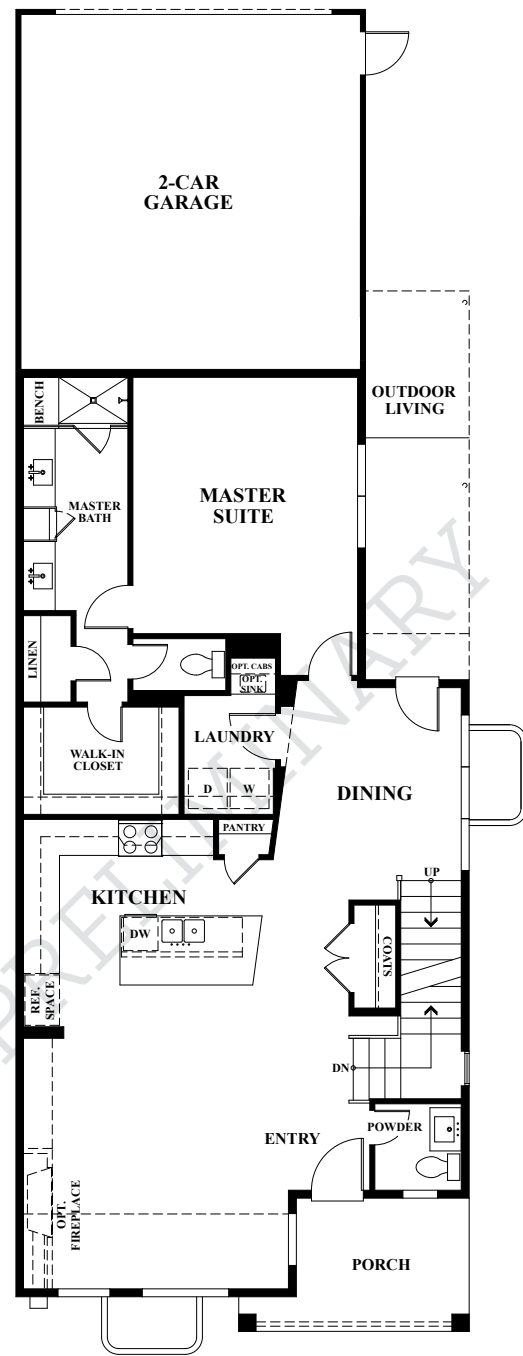 2-CAR
GARAGE
BENCH
OUTDOOR
LIVING
MASTER
BATH
MASTER
SUITE
LINEN
OPT. CABS
OPT.
SINK
LAUNDRY
WALK-IN
CLOSET
D
W
DINING
PANTRY
UP
KITCHEN
DW
COATS
REF.
SPACE
DN
POWDER
ENTRY
OPT.
FIREPLACE
PORCH
PRELIMINARY